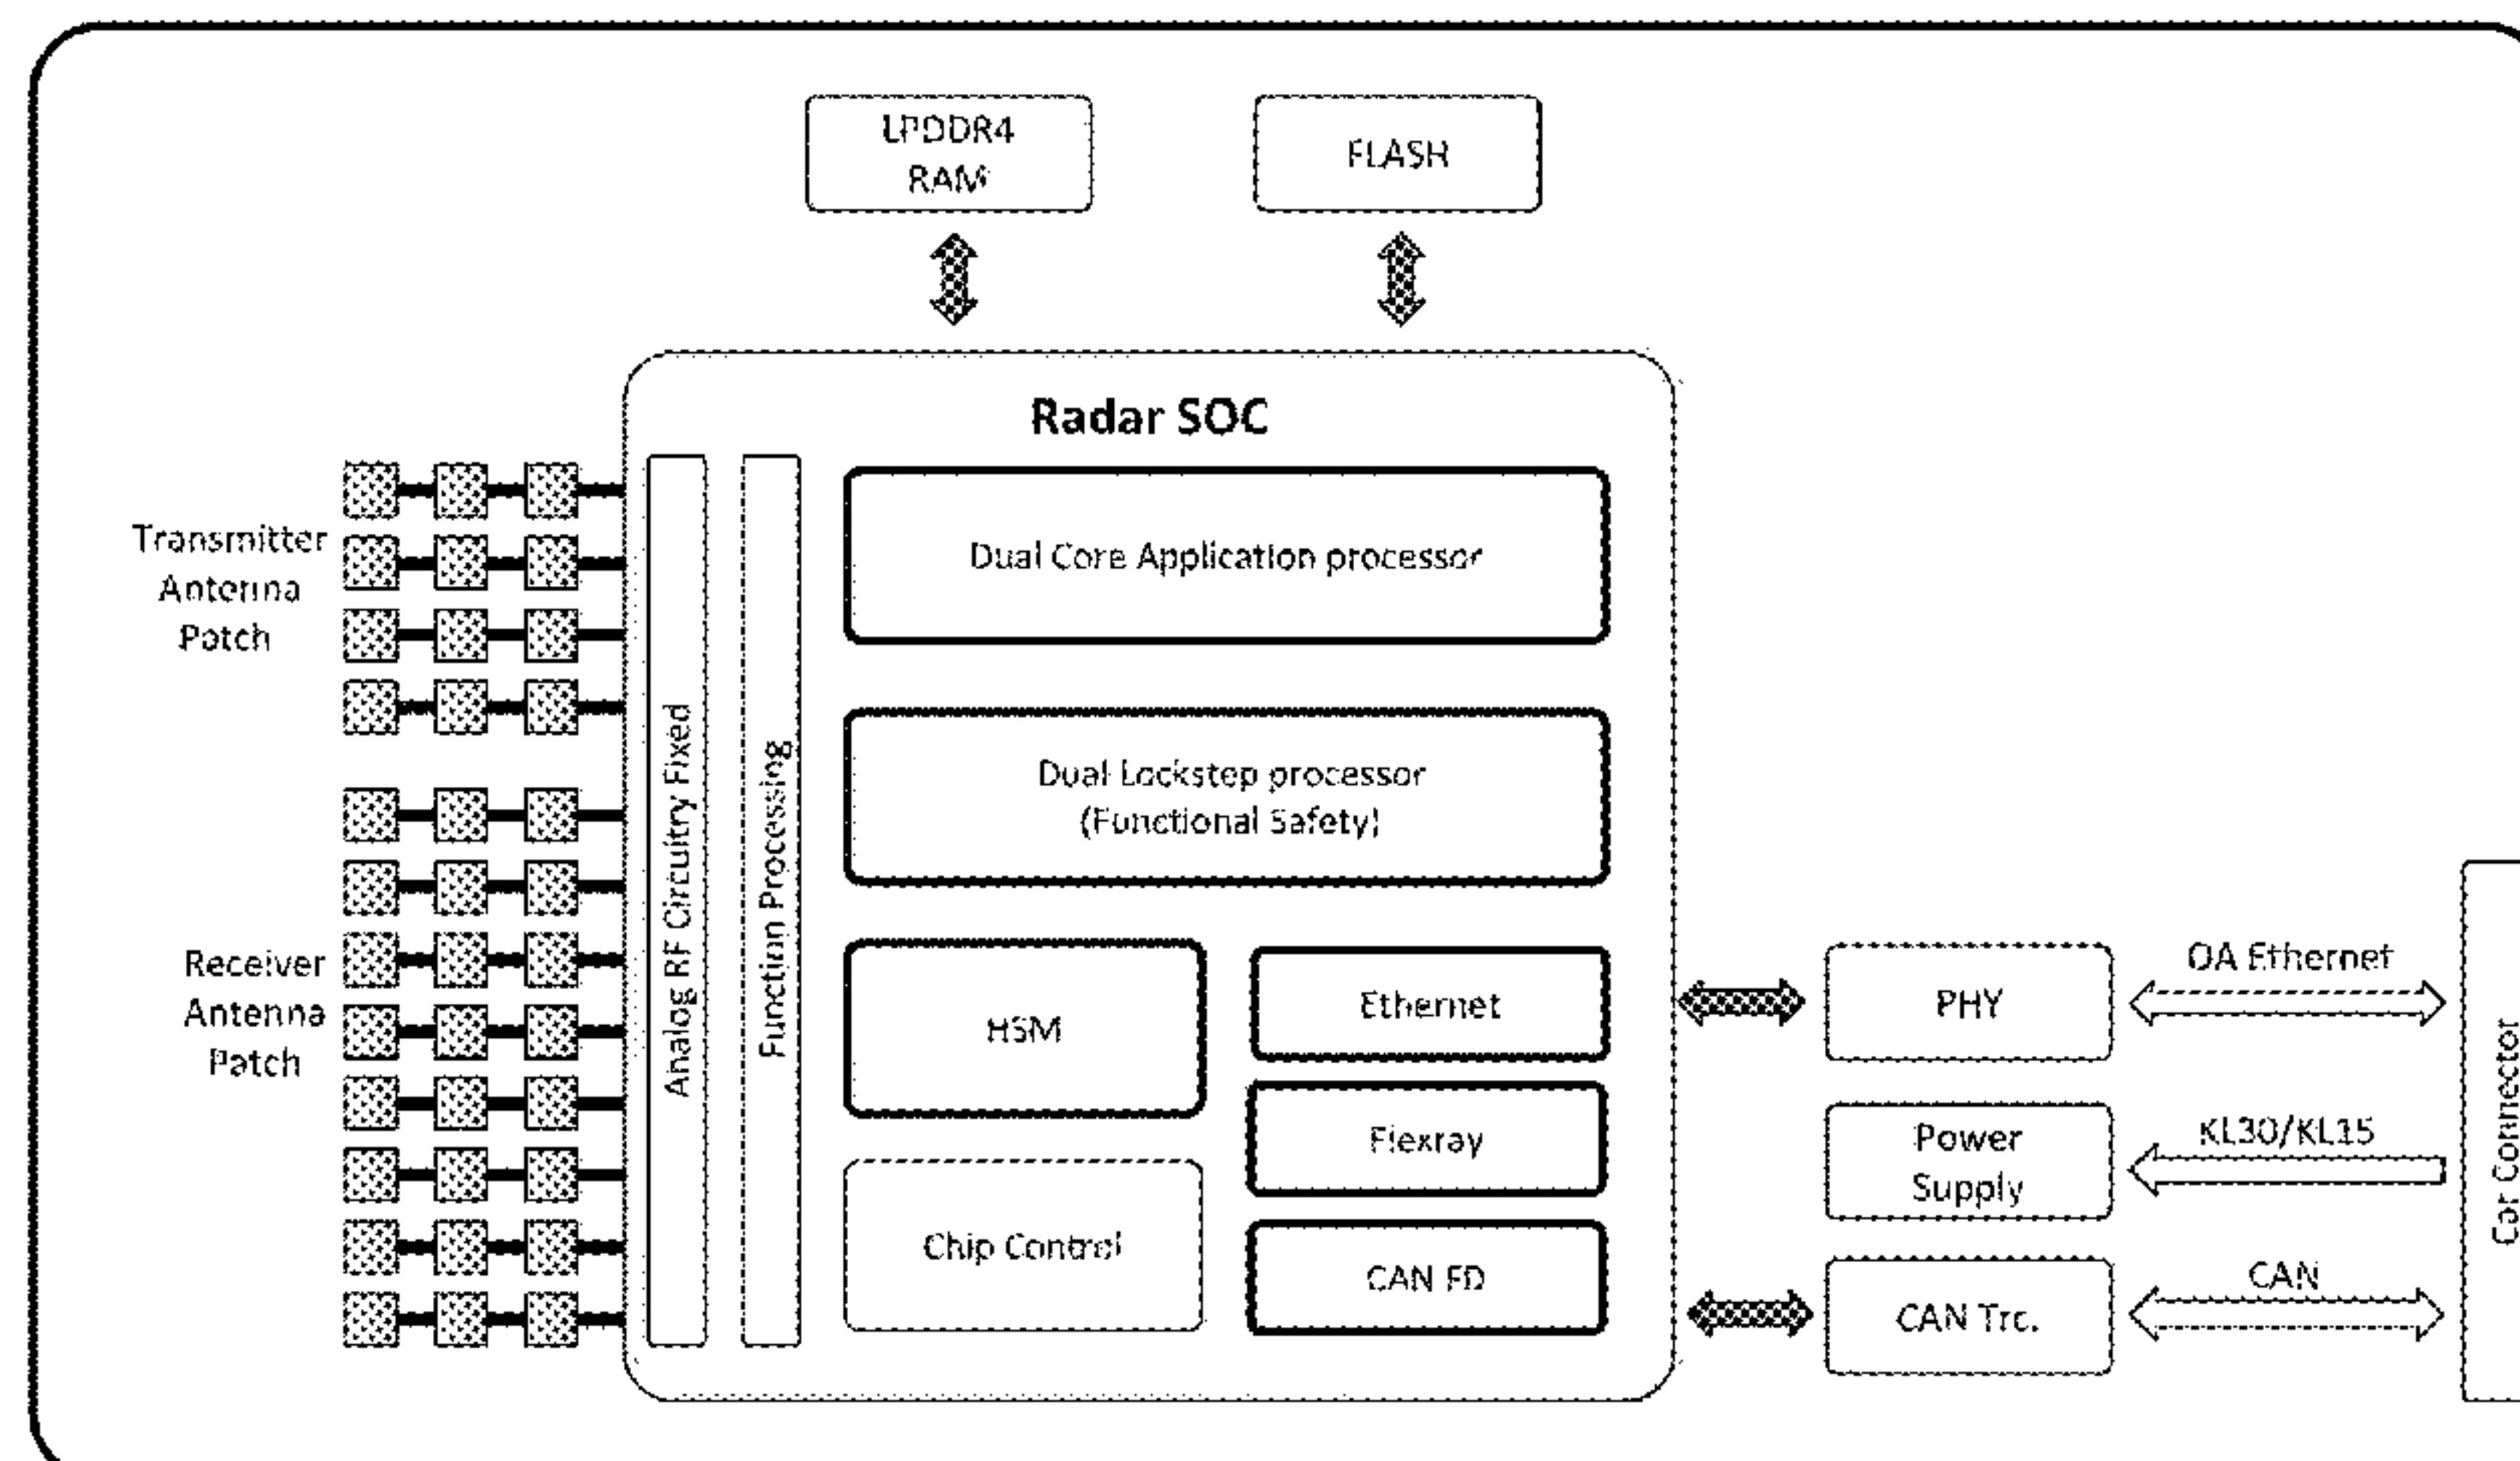 LPDDR4
RAM
FLASH
Radar SOC
Transmitter
Antenna
Patch
Receiver
Antenna
Patch
Analog RF Circuitry Fixed
Function Processing
Dual Core Application processor
Dual Lockstep processor
(Functional Safety)
HSM
Chip Control
Ethernet
Flexray
CAN FD
PHY
Power
Supply
CAN Trc.
OA Ethernet
KL30/KL15
CAN
Car Connector